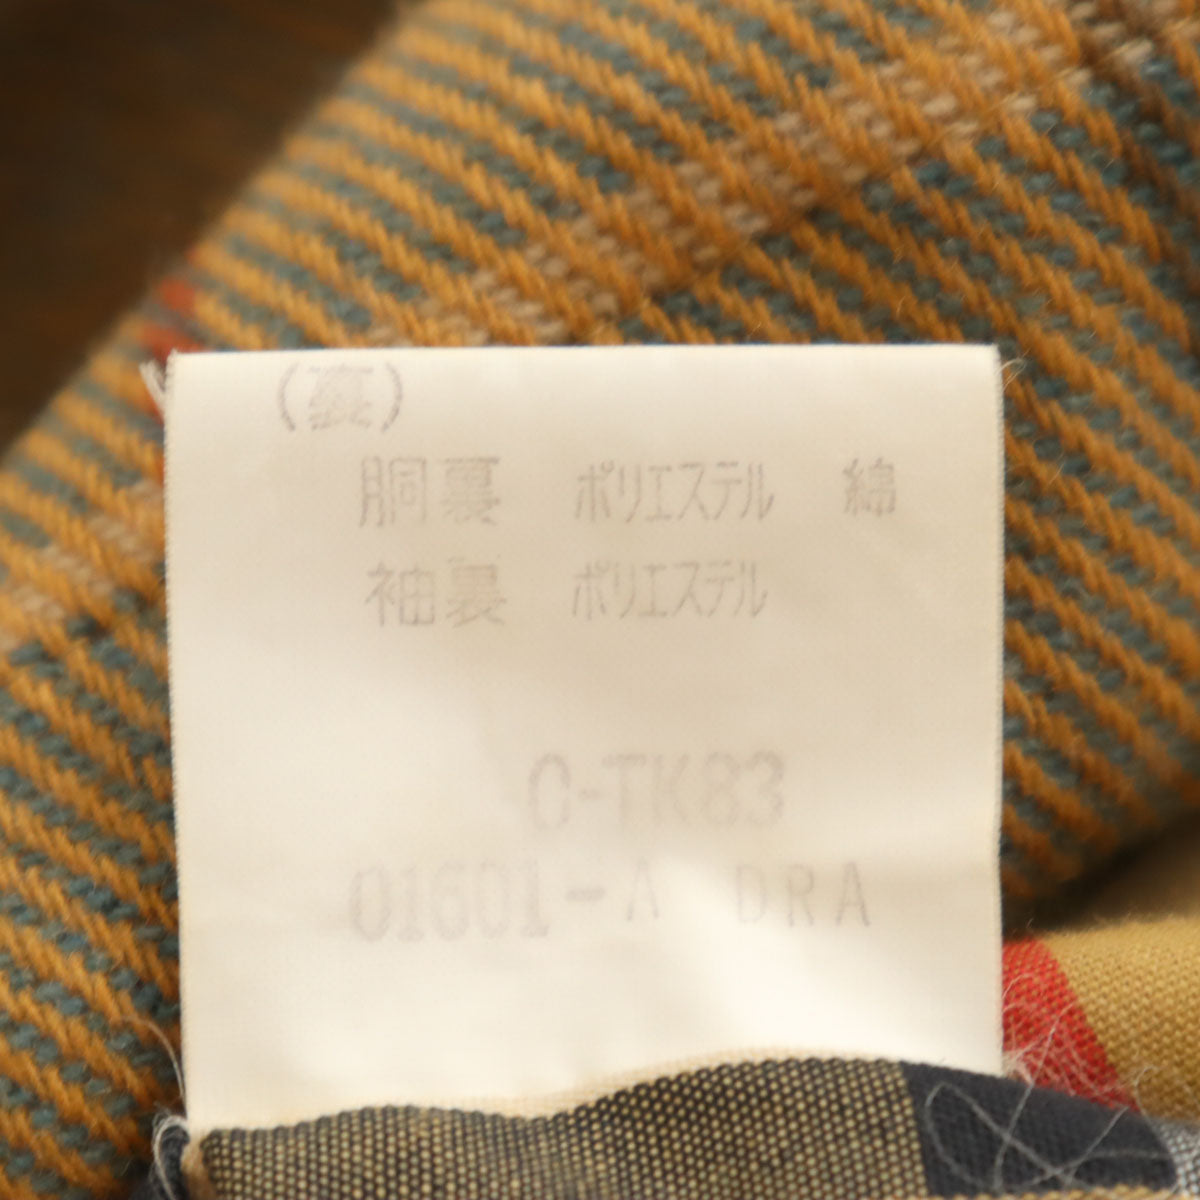 (裏)
胴裏 ポリエステル 綿
袖裏 ポリエステル
C-TK83
01601-A DRA